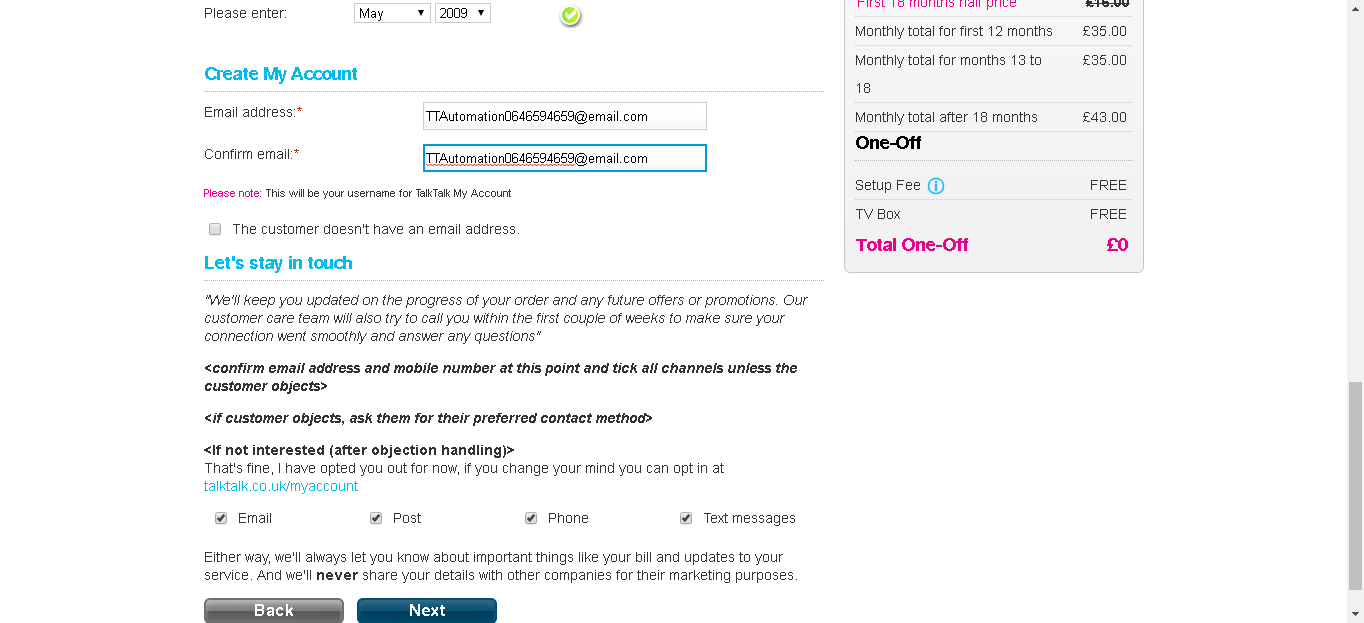 Please enter:
May
2009
Create My Account
Email address:*
TTAutomation0646594659@email.com
Confirm email:*
TTAutomation0646594659@email.com
Please note: This will be your username for TalkTalk My Account
The customer doesn't have an email address.
Let's stay in touch
"We'll keep you updated on the progress of your order and any future offers or promotions. Our
customer care team will also try to call you within the first couple of weeks to make sure your
connection went smoothly and answer any questions"
<confirm email address and mobile number at this point and tick all channels unless the
customer objects>
<if customer objects, ask them for their preferred contact method>
<If not interested (after objection handling)>
That's fine, I have opted you out for now, if you change your mind you can opt in at
talktalk.co.uk/myaccount
Email
Post
Phone
Text messages
Either way, we'll always let you know about important things like your bill and updates to your
service. And we'll never share your details with other companies for their marketing purposes.
Back
Next
First 18 months half price £16.00
Monthly total for first 12 months £35.00
Monthly total for months 13 to £35.00
18
Monthly total after 18 months £43.00
One-Off
Setup Fee FREE
TV Box FREE
Total One-Off £0